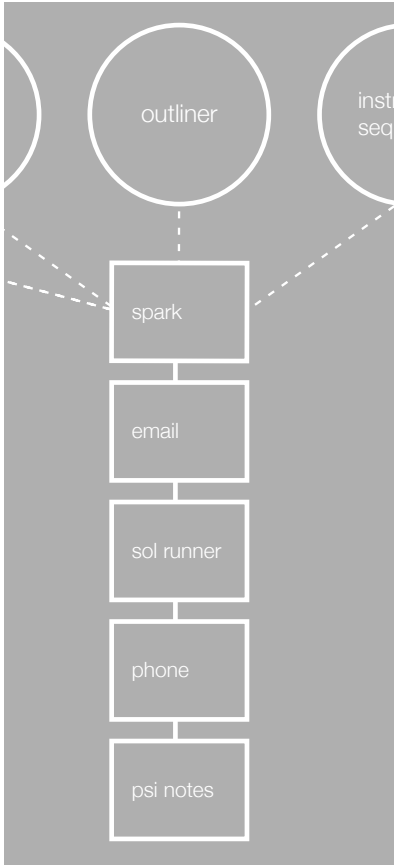 outliner
spark
email
sol runner
phone
psi notes